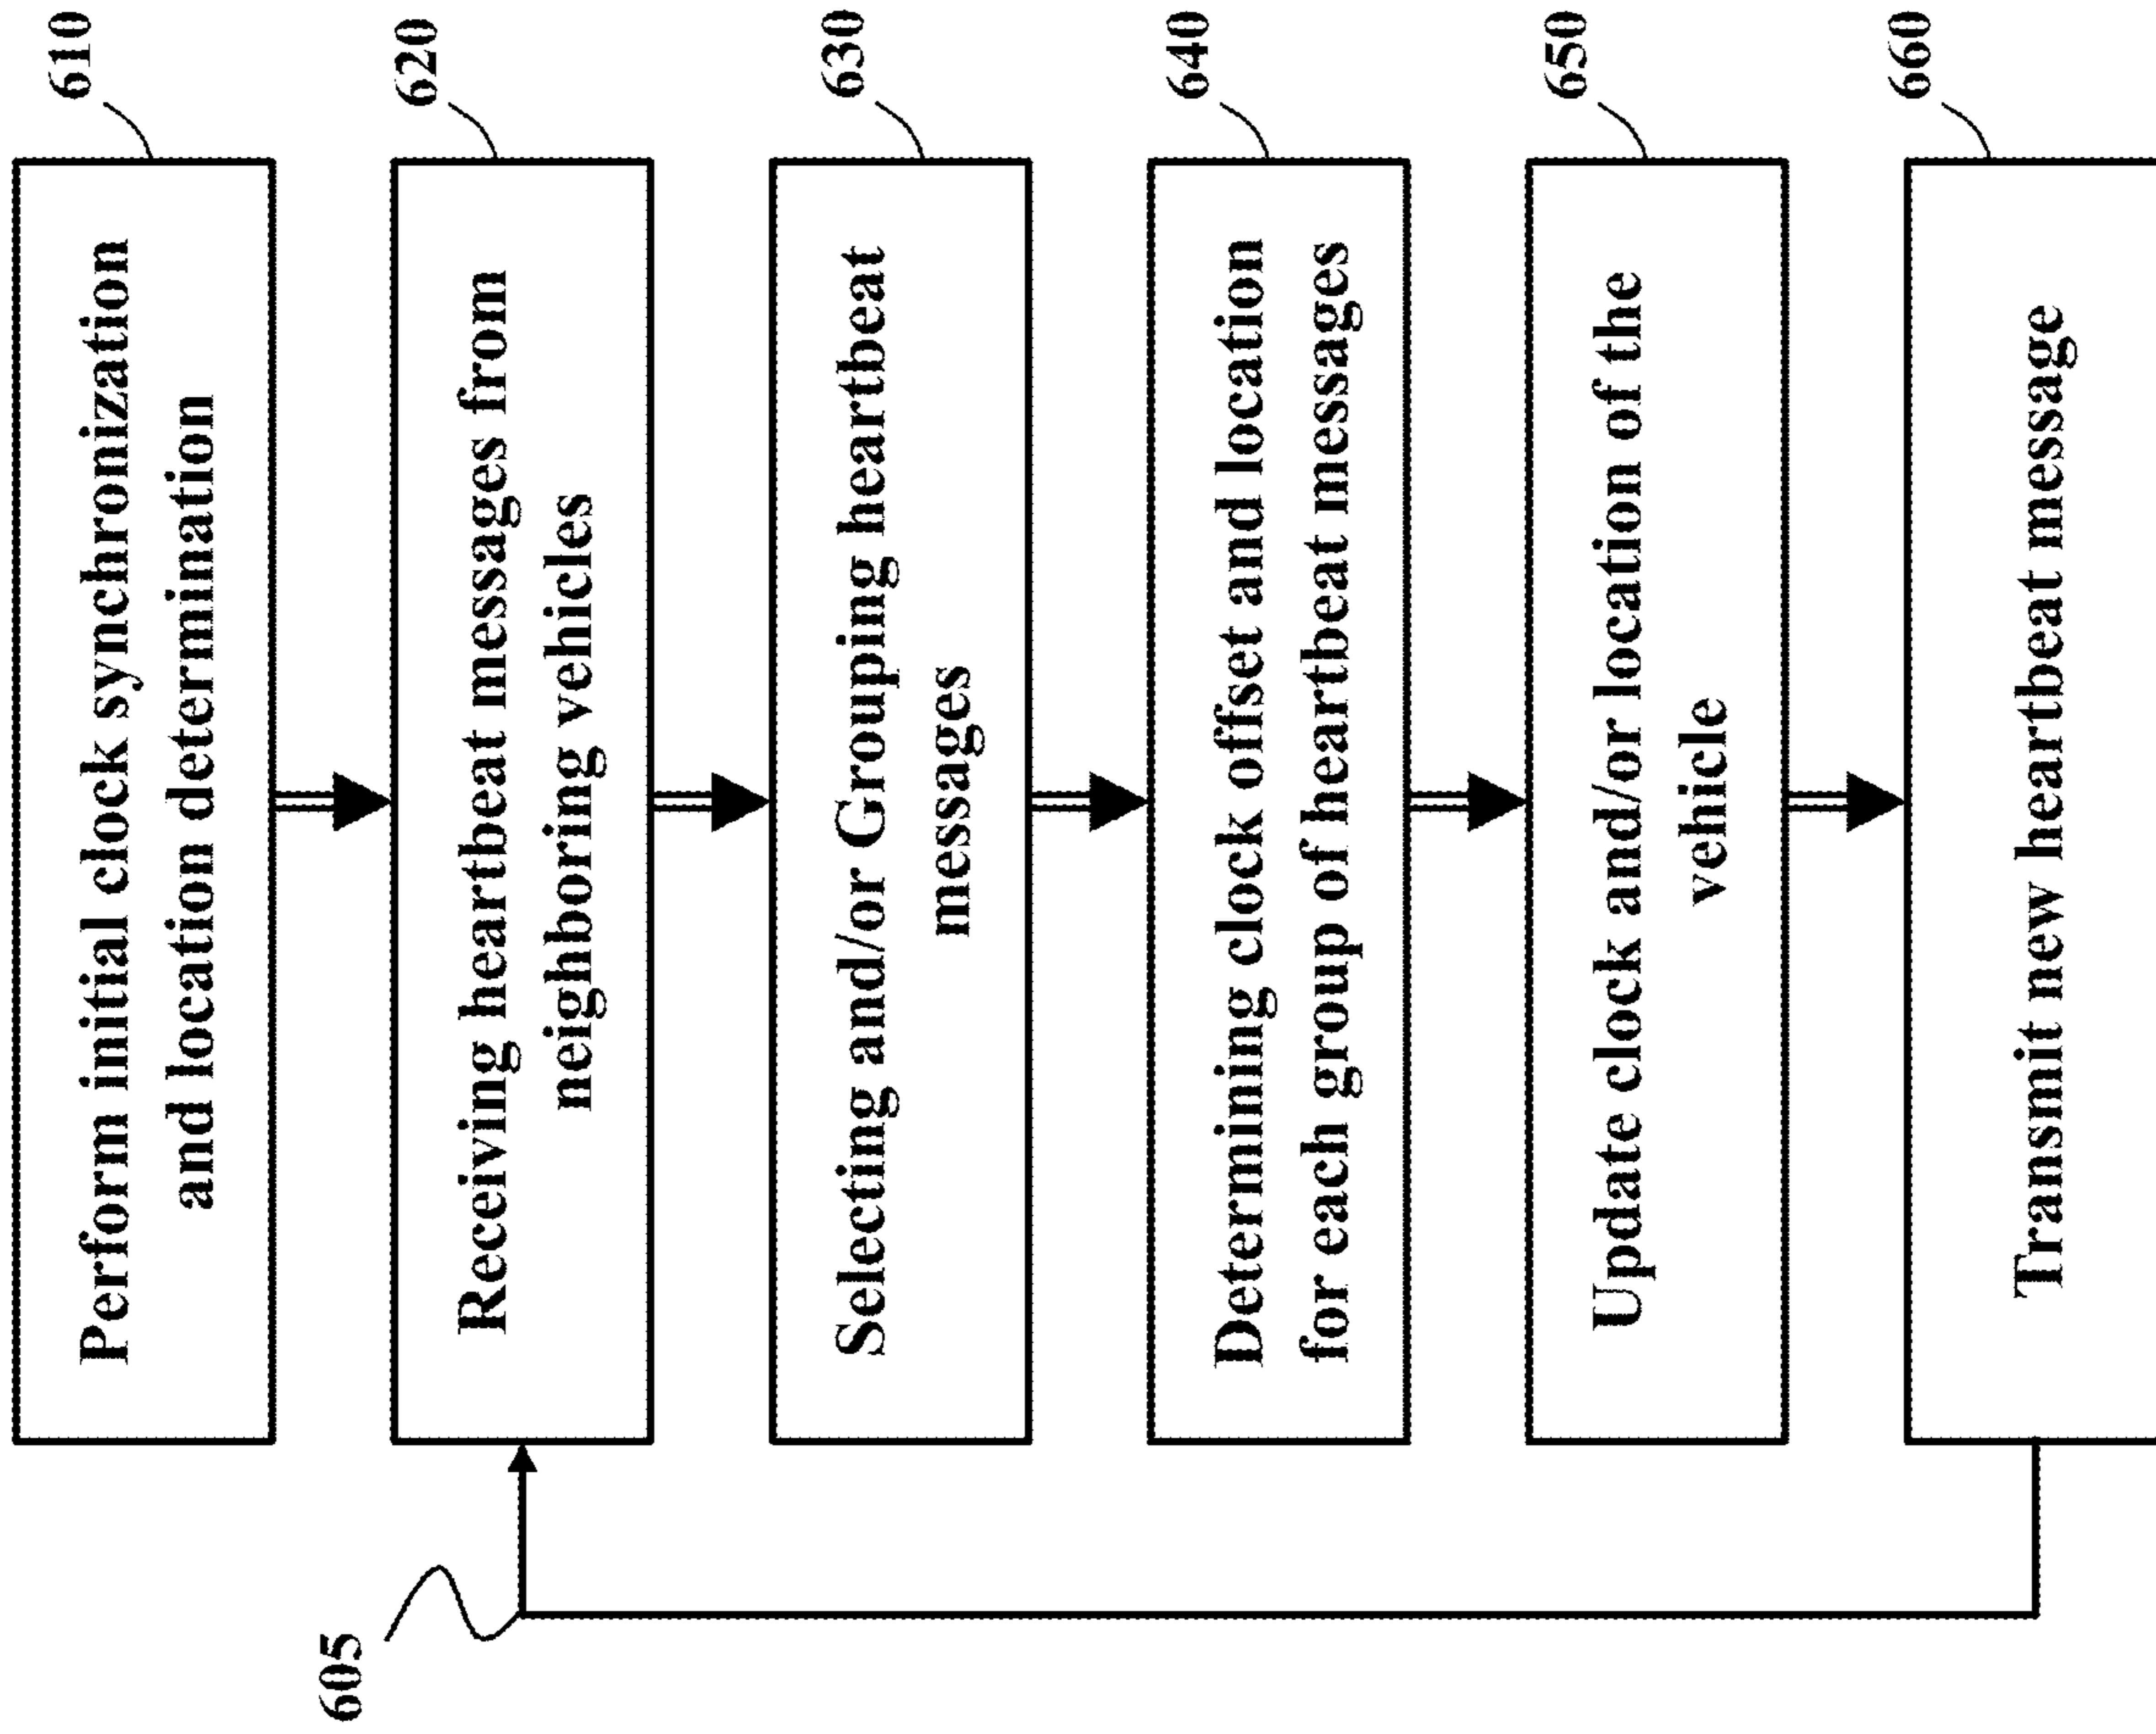 610
Perform initial clock synchronization
and location determination
620
Receiving heartbeat messages from
neighboring vehicles
630
Selecting and/or Grouping heartbeat
messages
640
Determining clock offset and location
for each group of heartbeat messages
650
Update clock and/or location of the
vehicle
660
Transmit new heartbeat message
605